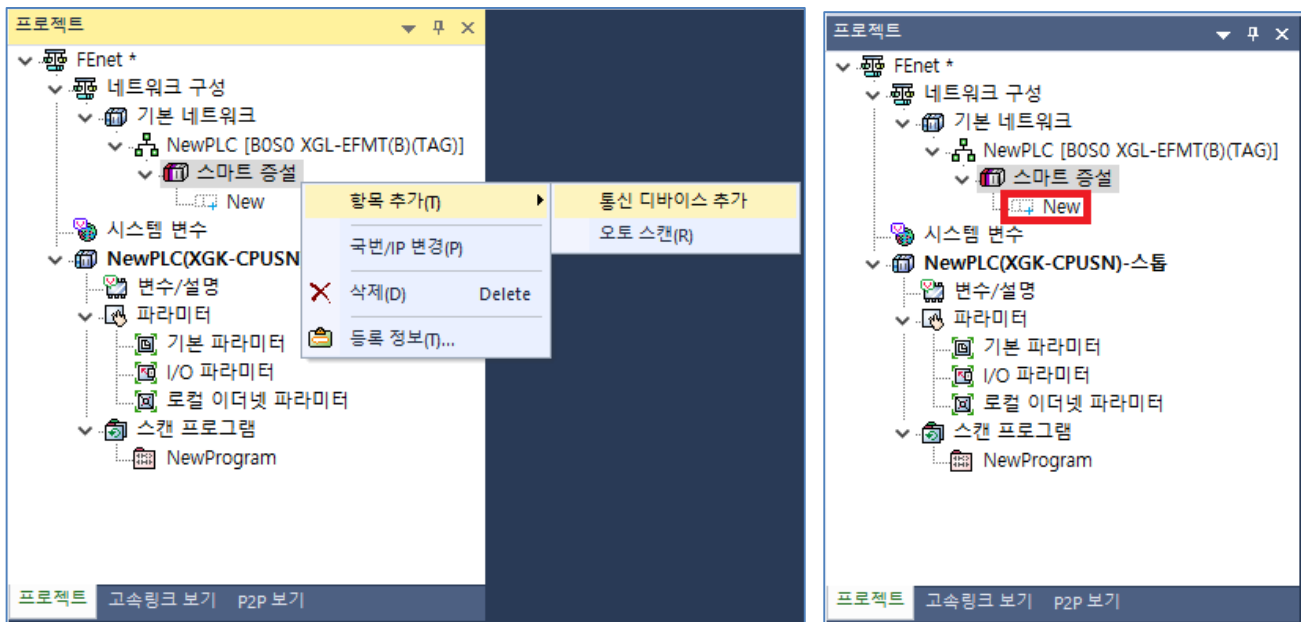 프로젝트
FEnet *
네트워크 구성
기본 네트워크
NewPLC [B0S0 XGL-EFMT(B)(TAG)]
스마트 증설
New
항목 추가(T)
통신 디바이스 추가
오토 스캔(R)
국번/IP 변경(P)
삭제(D) Delete
등록 정보(T)...
시스템 변수
NewPLC(XGK-CPUSN
변수/설명
파라미터
기본 파라미터
I/O 파라미터
로컬 이더넷 파라미터
스캔 프로그램
NewProgram
프로젝트 고속링크 보기 P2P 보기
프로젝트
FEnet *
네트워크 구성
기본 네트워크
NewPLC [B0S0 XGL-EFMT(B)(TAG)]
스마트 증설
New
시스템 변수
NewPLC(XGK-CPUSN)-스톱
변수/설명
파라미터
기본 파라미터
I/O 파라미터
로컬 이더넷 파라미터
스캔 프로그램
NewProgram
프로젝트 고속링크 보기 P2P 보기